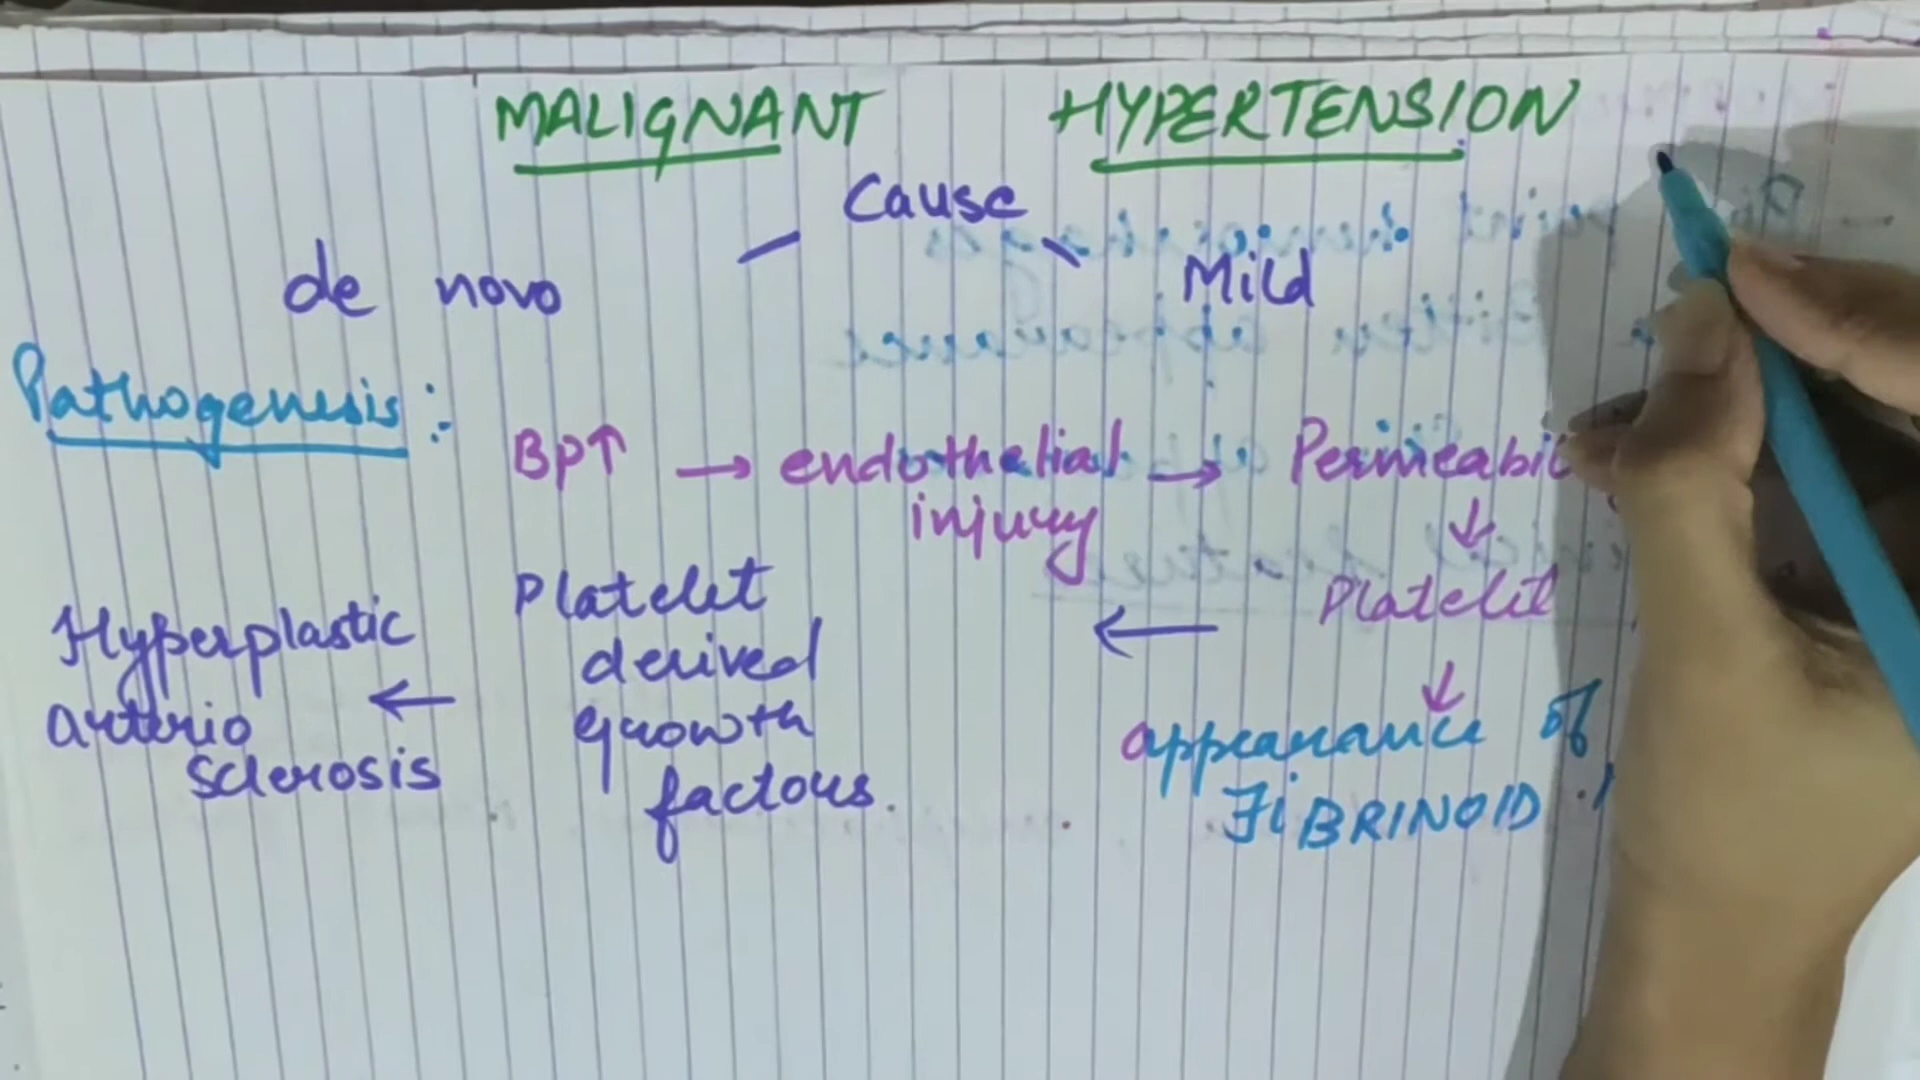 MALIGNANT HYPERTENSION
Cause
de novo Mild
Pathogenesis :-
BP↑ → endothelial injury → Permeabil
↓
Platelet
↓
appearance of
FIBRINOID
←
Platelet
derived
growth
factors.
←
Hyperplastic
arterio
sclerosis